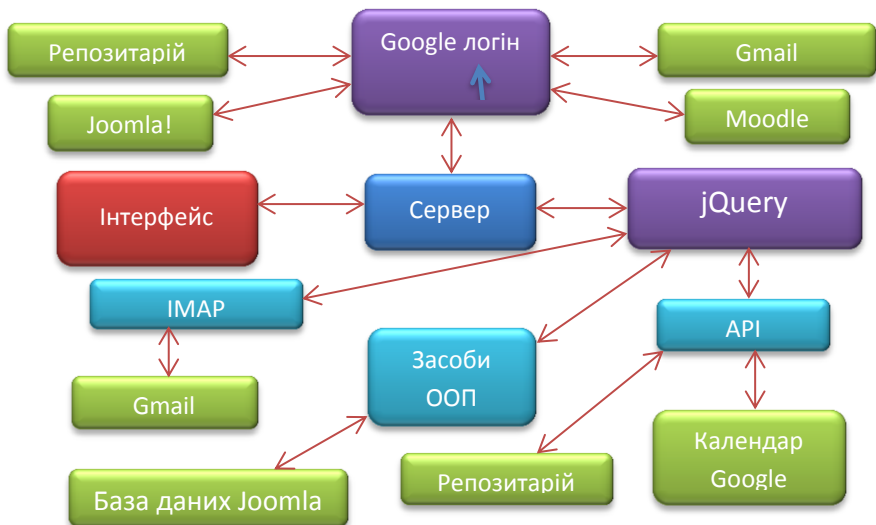 Репозитарій
Google логін
Gmail
Joomla!
Moodle
Інтерфейс
Сервер
jQuery
IMAP
API
Засоби
ООП
Gmail
Календар
Google
База даних Joomla
Репозитарій